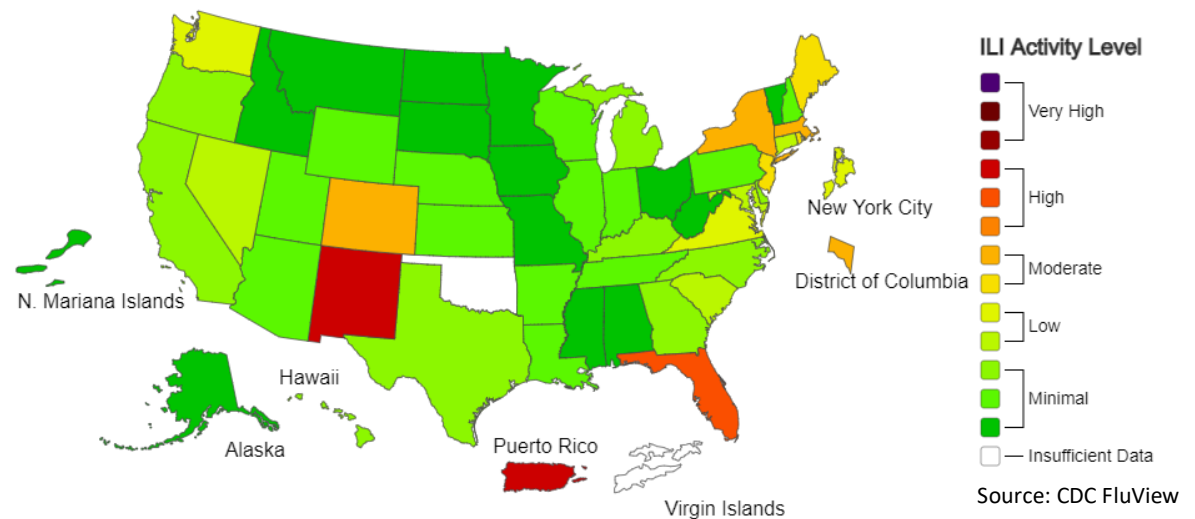 ILI Activity Level
Very High
High
New York City
Moderate
District of Columbia
N. Mariana Islands
Low
Hawaii
Minimal
Alaska
Puerto Rico
Insufficient Data
Virgin Islands
Source: CDC FluView